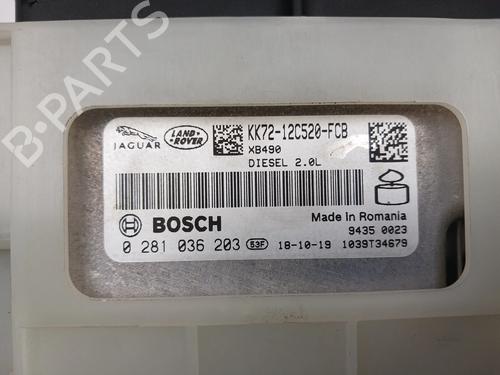 B-PARTS
JAGUAR
LAND ROVER
KK72-12C520-FCB
XB490
DIESEL 2.0L
BOSCH
Made in Romania
9435 0023
0 281 036 203 53F 18-10-19 1039T34679